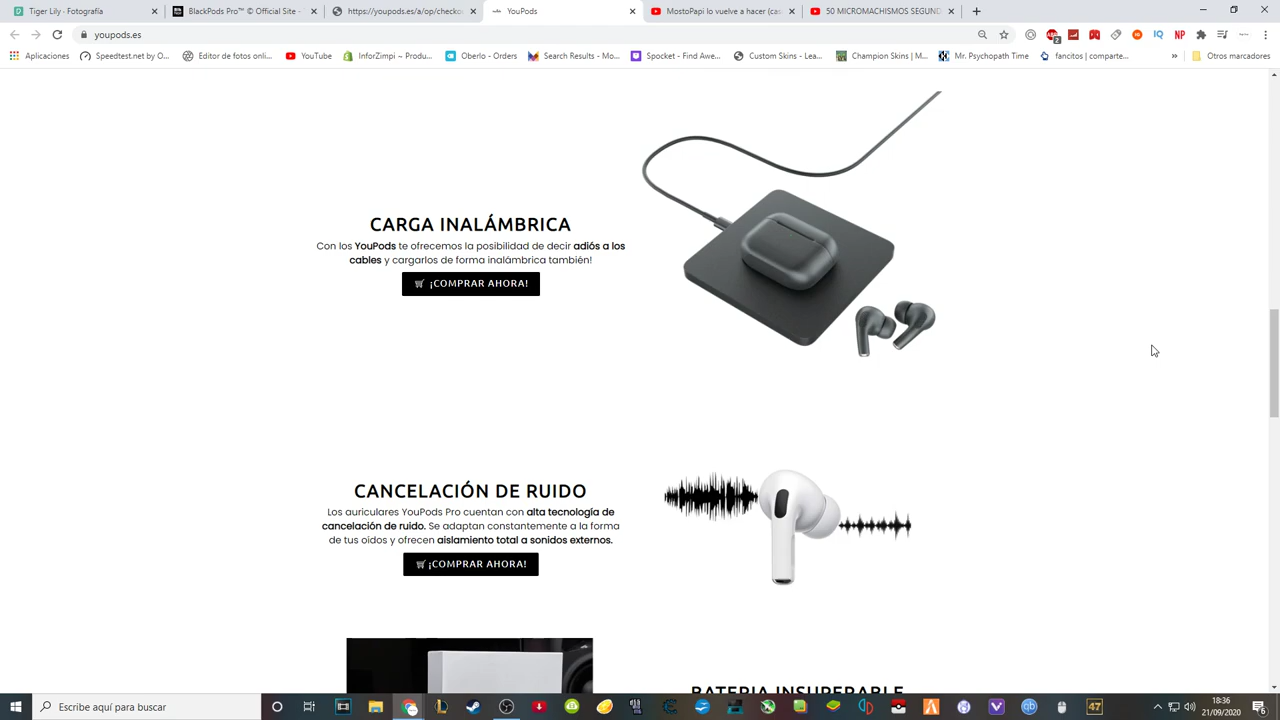 Tiger Lily - Fotografía
BlackPods Pro™ © Official Site -
https://youpods.es/a/op/checko
YouPods
MostoPapi lo vuelve a hacer (cas
50 MICROMACHISMOS SEGUND
youpods.es
Aplicaciones
Speedtest.net by O...
Editor de fotos onli...
YouTube
InforZimpi ~ Produ...
Oberlo - Orders
Search Results - Mo...
Spocket - Find Awe...
Custom Skins - Lea...
Champion Skins | M...
Mr. Psychopath Time
fancitos | comparte...
Otros marcadores
CARGA INALÁMBRICA
Con los YouPods te ofrecemos la posibilidad de decir adiós a los
cables y cargarlos de forma inalámbrica también!
¡COMPRAR AHORA!
CANCELACIÓN DE RUIDO
Los auriculares YouPods Pro cuentan con alta tecnología de
cancelación de ruido. Se adaptan constantemente a la forma
de tus oídos y ofrecen aislamiento total a sonidos externos.
¡COMPRAR AHORA!
BATERIA INSUPERABLE
Escribe aquí para buscar
18:36
21/09/2020